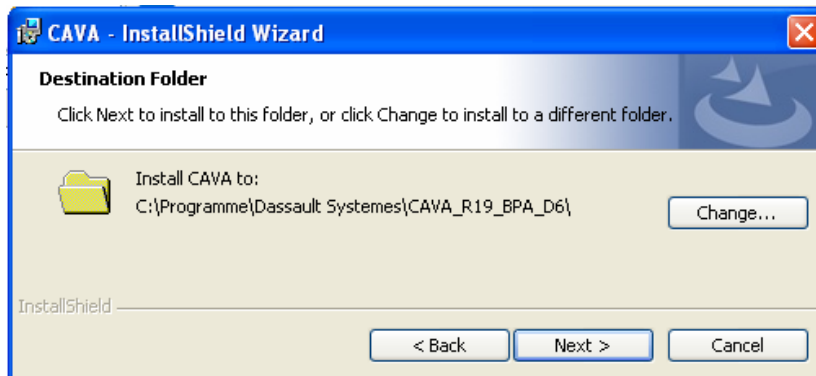 CAVA - InstallShield Wizard
Destination Folder
Click Next to install to this folder, or click Change to install to a different folder.
Install CAVA to:
C:\Programme\Dassault Systemes\CAVA_R19_BPA_D6\
Change...
InstallShield
< Back
Next >
Cancel